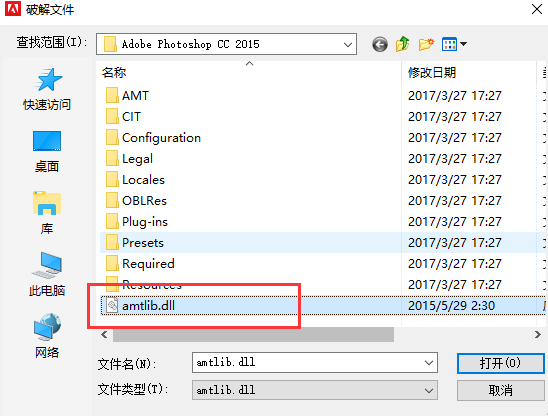 破解文件
查找范围(I): Adobe Photoshop CC 2015
名称 修改日期
AMT 2017/3/27 17:27
CIT 2017/3/27 17:27
Configuration 2017/3/27 17:27
Legal 2017/3/27 17:27
Locales 2017/3/27 17:27
OBLRes 2017/3/27 17:27
Plug-ins 2017/3/27 17:27
Presets 2017/3/27 17:27
Required 2017/3/27 17:27
Resources 2017/3/27 17:27
amtlib.dll 2015/5/29 2:30
快速访问
桌面
库
此电脑
网络
文件名(N): amtlib.dll 打开(O)
文件类型(T): amtlib.dll 取消